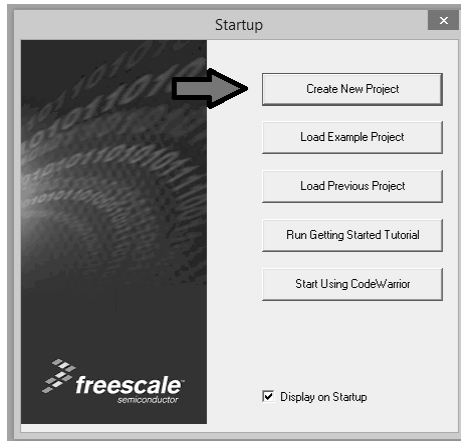 Startup
Create New Project
Load Example Project
Load Previous Project
Run Getting Started Tutorial
Start Using CodeWarrior
freescale
semiconductor
Display on Startup